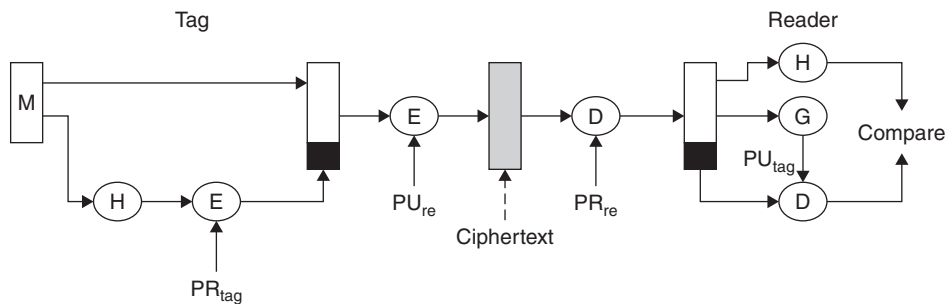 Tag
Reader
M
H
E
PR_tag
E
PU_re
Ciphertext
D
PR_re
H
G
PU_tag
D
Compare